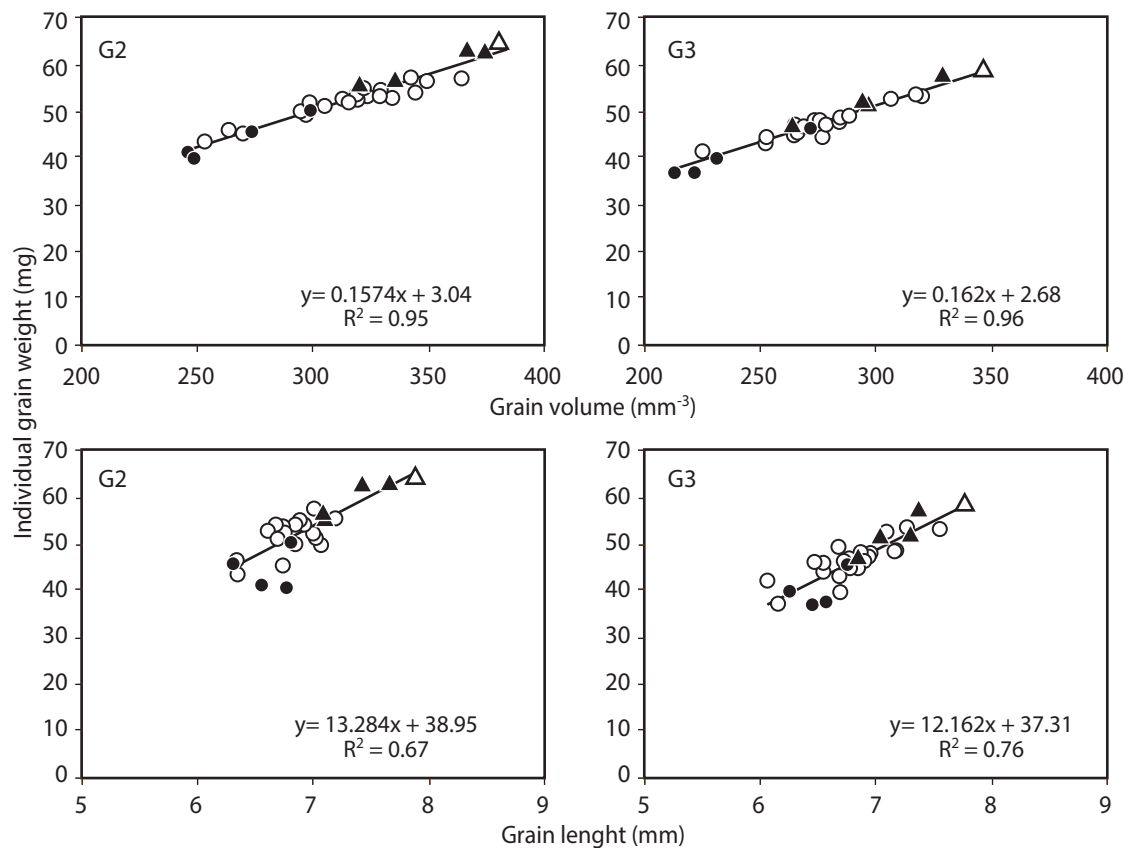 Individual grain weight (mg)
70
60
50
40
30
20
10
0
G2
y= 0.1574x + 3.04
R² = 0.95
200 250 300 350 400
70
60
50
40
30
20
10
0
G3
y= 0.162x + 2.68
R² = 0.96
200 250 300 350 400
Grain volume (mm⁻³)
70
60
50
40
30
20
10
0
G2
y= 13.284x + 38.95
R² = 0.67
5 6 7 8 9
70
60
50
40
30
20
10
0
G3
y= 12.162x + 37.31
R² = 0.76
5 6 7 8 9
Grain lenght (mm)